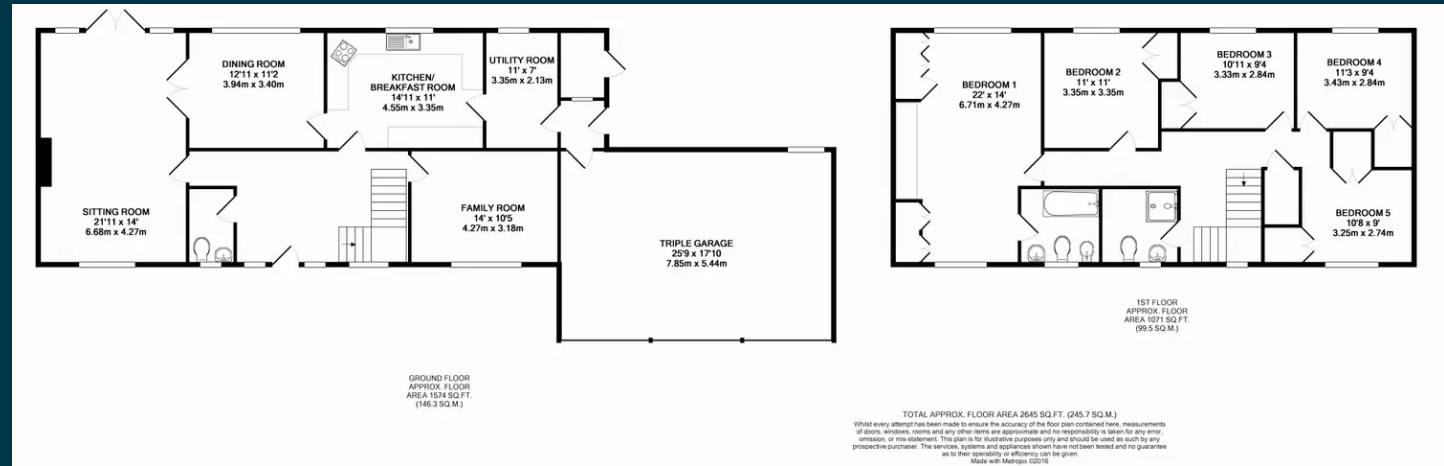 DINING ROOM
12'11 x 11'2
3.94m x 3.40m
KITCHEN/
BREAKFAST ROOM
14'11 x 11'
4.55m x 3.35m
UTILITY ROOM
11' x 7'
3.35m x 2.13m
SITTING ROOM
21'11 x 14'
6.68m x 4.27m
FAMILY ROOM
14' x 10'5
4.27m x 3.18m
TRIPLE GARAGE
25'9 x 17'10
7.85m x 5.44m
GROUND FLOOR
APPROX. FLOOR
AREA 1574 SQ.FT.
(146.3 SQ.M.)
BEDROOM 1
22' x 14'
6.71m x 4.27m
BEDROOM 2
11' x 11'
3.35m x 3.35m
BEDROOM 3
10'11 x 9'4
3.33m x 2.84m
BEDROOM 4
11'3 x 9'4
3.43m x 2.84m
BEDROOM 5
10'8 x 9'
3.25m x 2.74m
1ST FLOOR
APPROX. FLOOR
AREA 1071 SQ.FT.
(99.5 SQ.M.)
TOTAL APPROX. FLOOR AREA 2645 SQ.FT. (245.7 SQ.M.)
Whilst every attempt has been made to ensure the accuracy of the floor plan contained here, measurements
of doors, windows, rooms and any other items are approximate and no responsibility is taken for any error,
omission, or mis-statement. This plan is for illustrative purposes only and should be used as such by any
prospective purchaser. The services, systems and appliances shown have not been tested and no guarantee
as to their operability or efficiency can be given
Made with Metropix ©2016